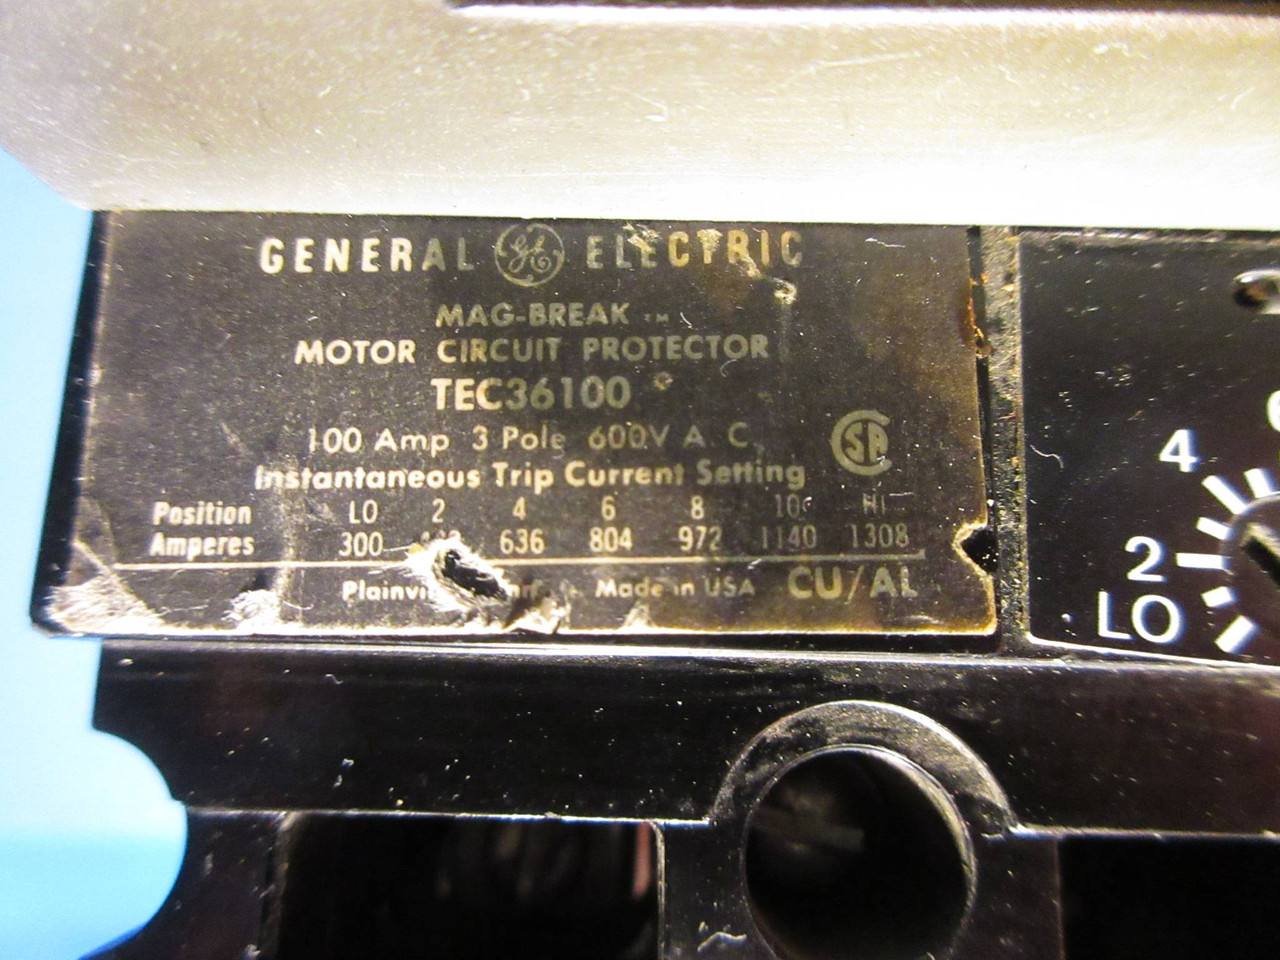 GENERAL GE ELECTRIC
MAG-BREAK ™
MOTOR CIRCUIT PROTECTOR
TEC36100
100 Amp 3 Pole 600V A.C.
SA
Instantaneous Trip Current Setting
Position LO 2 4 6 8 10 HI
Amperes 300 636 804 972 1140 1308
Made in USA CU/AL
4
2
LO